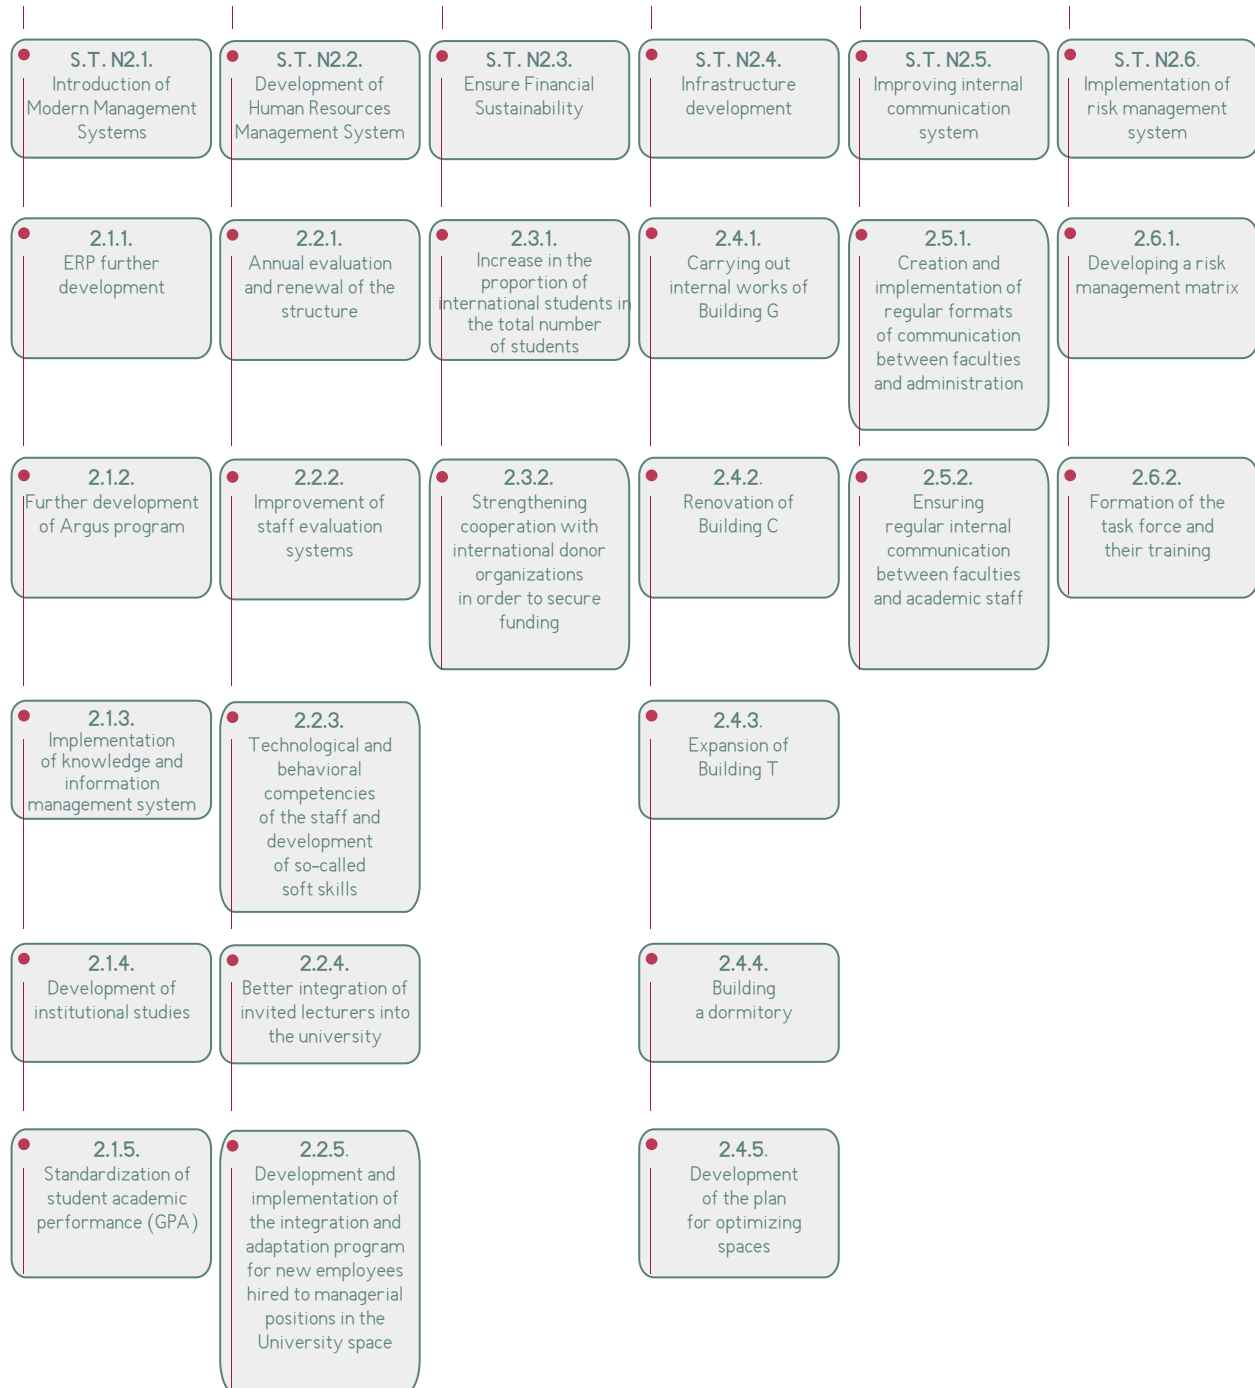 S.T. N2.1.
Introduction of
Modern Management
Systems
S.T. N2.2.
Development of
Human Resources
Management System
S.T. N2.3.
Ensure Financial
Sustainability
S.T. N2.4.
Infrastructure
development
S.T. N2.5.
Improving internal
communication
system
S.T. N2.6.
Implementation of
risk management
system
2.1.1.
ERP further
development
2.2.1.
Annual evaluation
and renewal of the
structure
2.3.1.
Increase in the
proportion of
international students in
the total number
of students
2.4.1.
Carrying out
internal works of
Building G
2.5.1.
Creation and
implementation of
regular formats
of communication
between faculties
and administration
2.6.1.
Developing a risk
management matrix
2.1.2.
Further development
of Argus program
2.2.2.
Improvement of
staff evaluation
systems
2.3.2.
Strengthening
cooperation with
international donor
organizations
in order to secure
funding
2.4.2.
Renovation of
Building C
2.5.2.
Ensuring
regular internal
communication
between faculties
and academic staff
2.6.2.
Formation of the
task force and
their training
2.1.3.
Implementation
of knowledge and
information
management system
2.2.3.
Technological and
behavioral
competencies
of the staff and
development
of so-called
soft skills
2.4.3.
Expansion of
Building T
2.1.4.
Development of
institutional studies
2.2.4.
Better integration of
invited lecturers into
the university
2.4.4.
Building
a dormitory
2.1.5.
Standardization of
student academic
performance (GPA)
2.2.5.
Development and
implementation of
the integration and
adaptation program
for new employees
hired to managerial
positions in the
University space
2.4.5.
Development
of the plan
for optimizing
spaces